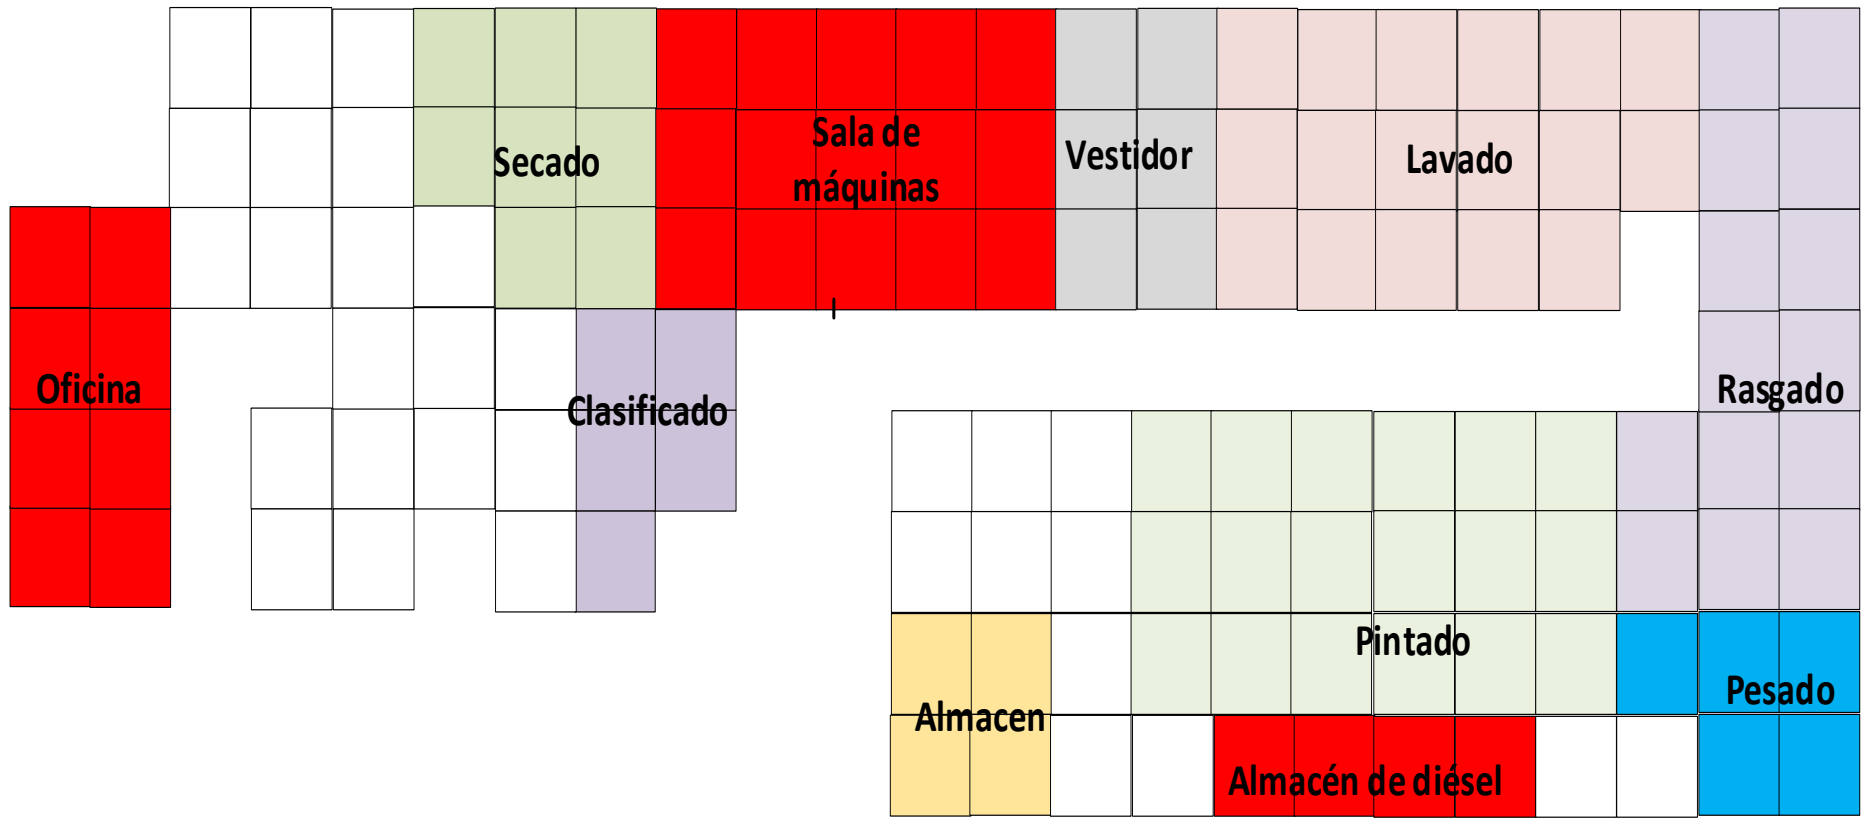 Secado
Sala de
máquinas
Vestidor
Lavado
Oficina
Clasificado
Rasgado
Pintado
Almacen
Pesado
Almacén de diésel